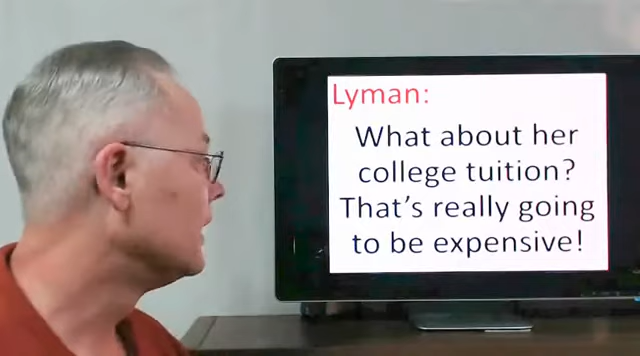 Lyman:
What about her
college tuition?
That's really going
to be expensive!